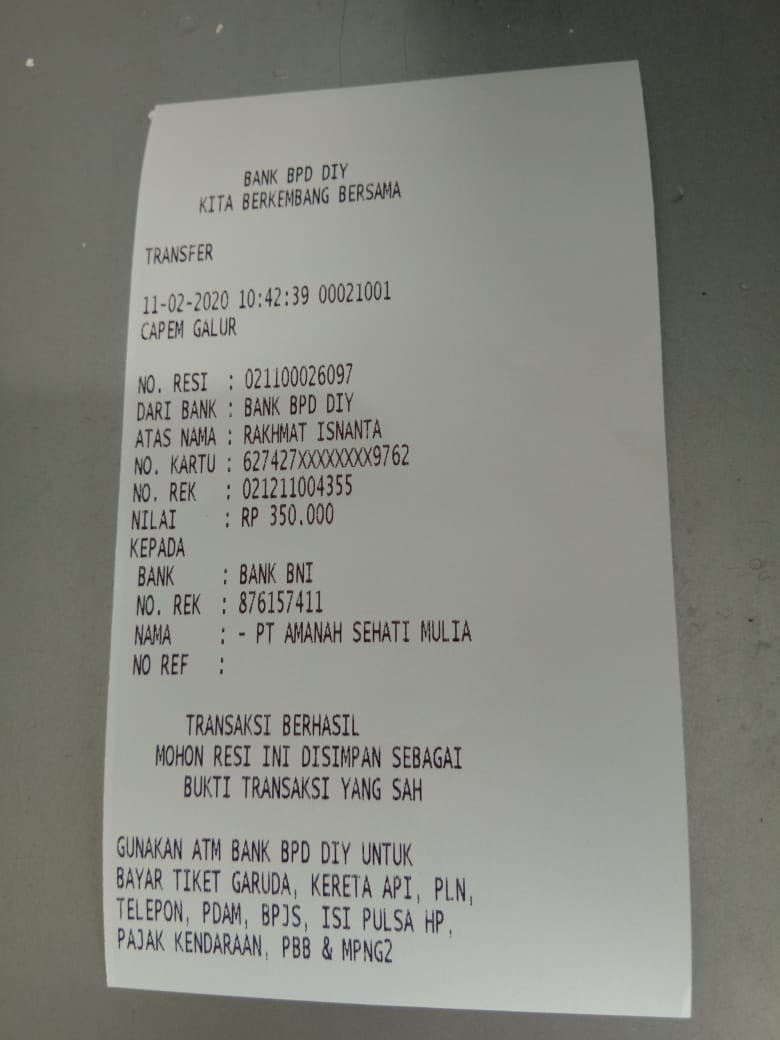 BANK BPD DIY
KITA BERKEMBANG BERSAMA
TRANSFER
11-02-2020 10:42:39 00021001
CAPEM GALUR
NO. RESI : 021100026097
DARI BANK : BANK BPD DIY
ATAS NAMA : RAKHMAT ISNANTA
NO. KARTU : 627427XXXXXXXX9762
NO. REK : 021211004355
NILAI : RP 350.000
KEPADA
BANK : BANK BNI
NO. REK : 876157411
NAMA : - PT AMANAH SEHATI MULIA
NO REF :
TRANSAKSI BERHASIL
MOHON RESI INI DISIMPAN SEBAGAI
BUKTI TRANSAKSI YANG SAH
GUNAKAN ATM BANK BPD DIY UNTUK
BAYAR TIKET GARUDA, KERETA API, PLN,
TELEPON, PDAM, BPJS, ISI PULSA HP,
PAJAK KENDARAAN, PBB & MPNG2